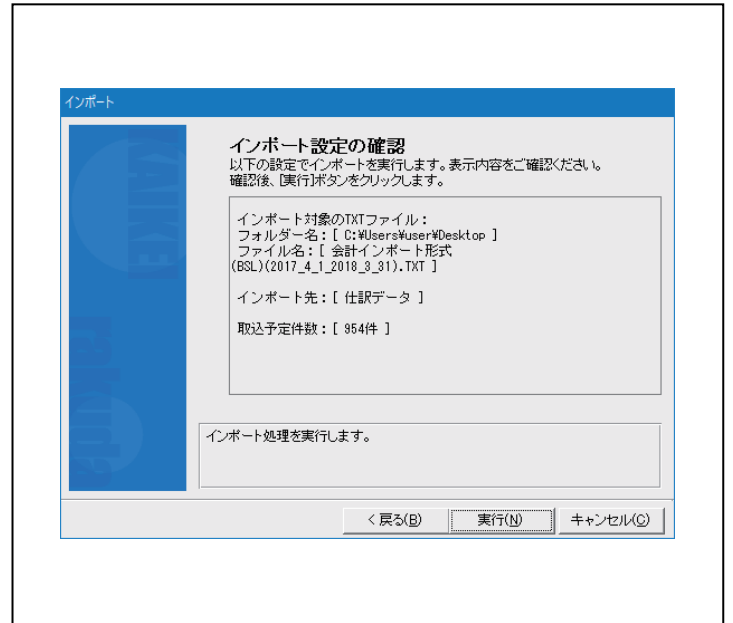 インポート
インポート設定の確認
以下の設定でインポートを実行します。表示内容をご確認ください。
確認後、[実行]ボタンをクリックします。
インポート対象のTXTファイル：
フォルダー名：[ C:¥Users¥user¥Desktop ]
ファイル名：[ 会計インポート形式
(BSL)(2017_4_1_2018_3_31).TXT ]
インポート先：[ 仕訳データ ]
取込予定件数：[ 954件 ]
インポート処理を実行します。
KAIKEI
rakuda
< 戻る(B)
実行(N)
キャンセル(C)